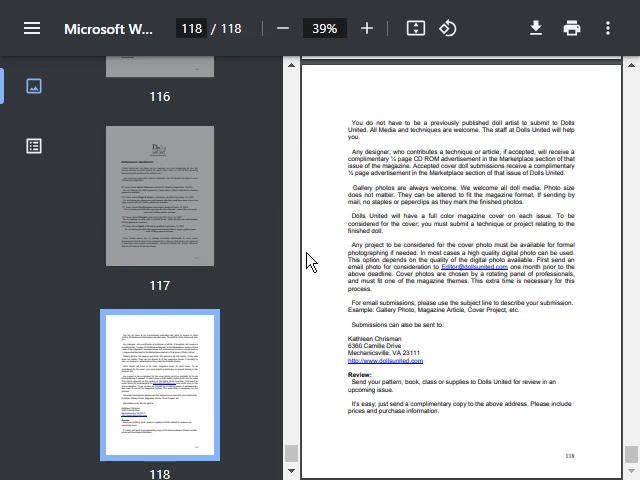 Microsoft W...
118 / 118
39%
116
117
118
You do not have to be a previously published doll artist to submit to Dolls
United. All Media and techniques are welcome. The staff at Dolls United will help
you.
Any designer, who contributes a technique or article, if accepted, will receive a
complimentary ½ page CD ROM advertisement in the Marketplace section of that
issue of the magazine. Accepted cover doll submissions receive a complimentary
½ page advertisement in the Marketplace section of that issue of Dolls United.
Gallery photos are always welcome. We welcome all doll media. Photo size
does not matter. They can be altered to fit the magazine format. If sending by
mail, no staples or paperclips as they mark the finished photos.
Dolls United will have a full color magazine cover on each issue. To be
considered for the cover; you must submit a technique or project relating to the
finished doll.
Any project to be considered for the cover photo must be available for formal
photographing if needed. In most cases a high quality digital photo can be used.
This option depends on the quality of the digital photo available. First send an
email photo for consideration to Editor@dollsunited.com one month prior to the
above deadline. Cover photos are chosen by a rotating panel of professionals,
and must fit one of the magazine themes. This extra time is necessary for this
process.
For email submissions, please use the subject line to describe your submission.
Example: Gallery Photo, Magazine Article, Cover Project, etc.
Submissions can also be sent to:
Kathleen Chrisman
6360 Camille Drive
Mechanicsville, VA 23111
http://www.dollsunited.com
Review:
Send your pattern, book, class or supplies to Dolls United for review in an
upcoming issue.
It's easy; just send a complimentary copy to the above address. Please include
prices and purchase information.
118